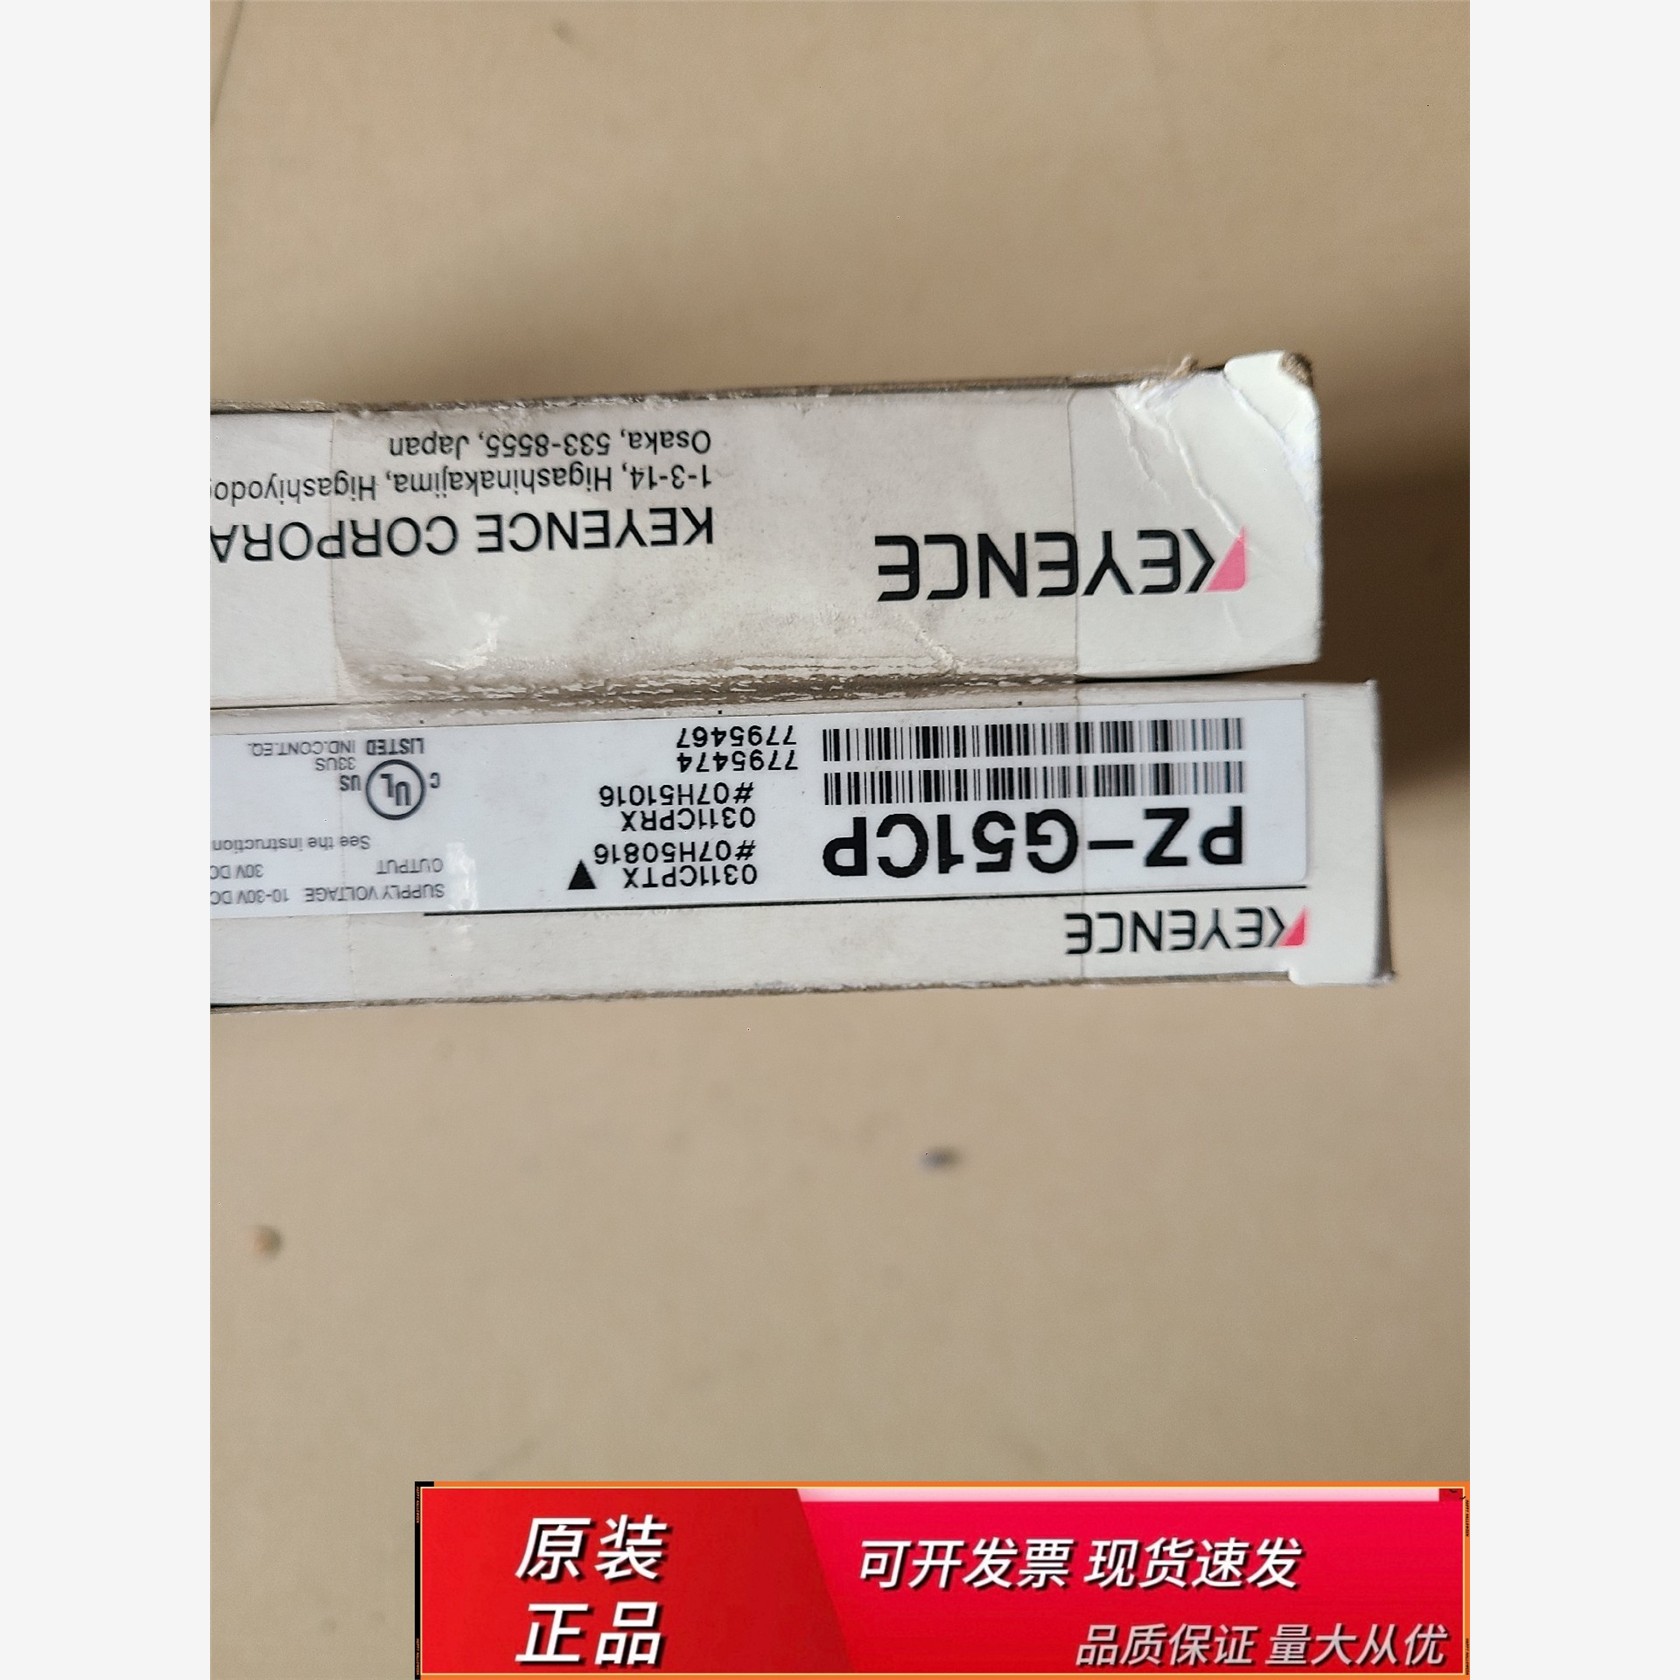 KEYENCE
KEYENCE CORPORA
1-3-14, Higashinakajima, Higashiyodo
Osaka, 533-8555, Japan
KEYENCE
PZ-G51CP
0311CPTX
#07H50816
0311CPRX
#07H51016
7795474
7795467
SUPPLY VOLTAGE 10-30V DC
OUTPUT 30V DC
See the instruction
C UL US
33US
LISTED IND.CONT.EQ.
原装
正品
可开发票 现货速发
品质保证 量大从优